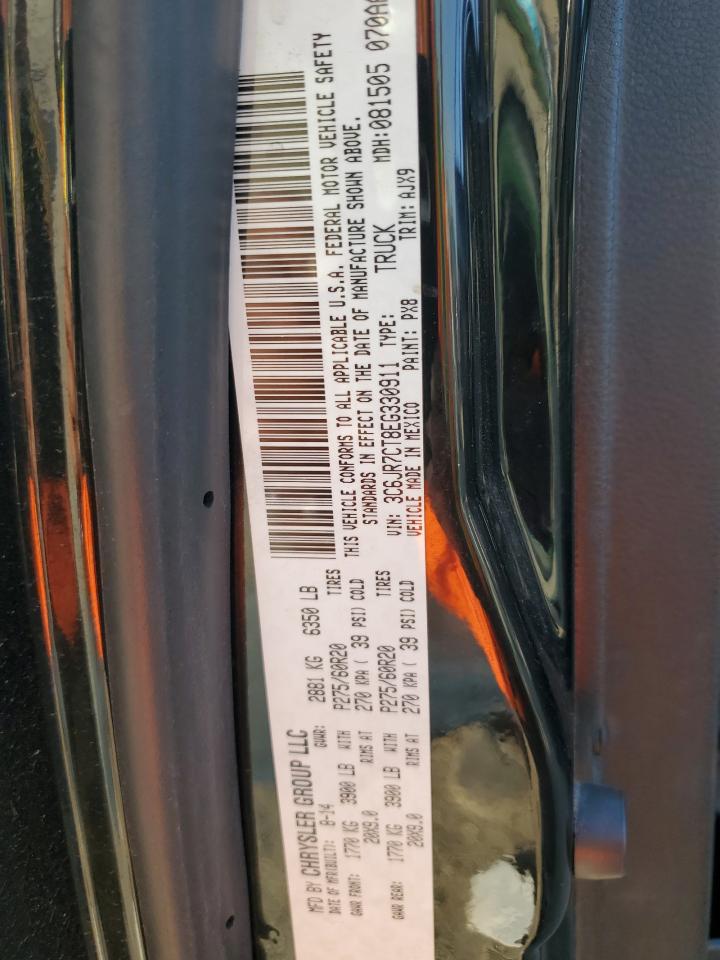 MFD BY CHRYSLER GROUP LLC
DATE OF MFR(BUILT): 8-14 GVWR: 2881 KG 6350 LB
GAWR FRONT: 1770 KG 3900 LB WITH P275/60R20 TIRES
20X9.0 RIMS AT 270 KPA ( 39 PSI) COLD
GAWR REAR: 1770 KG 3900 LB WITH P275/60R20 TIRES
20X9.0 RIMS AT 270 KPA ( 39 PSI) COLD
THIS VEHICLE CONFORMS TO ALL APPLICABLE U.S.A. FEDERAL MOTOR VEHICLE SAFETY
STANDARDS IN EFFECT ON THE DATE OF MANUFACTURE SHOWN ABOVE.
VIN: 3C6JR7CT8EG330911 TYPE: TRUCK MDH: 081505
VEHICLE MADE IN MEXICO PAINT: PX8 TRIM: AJX9